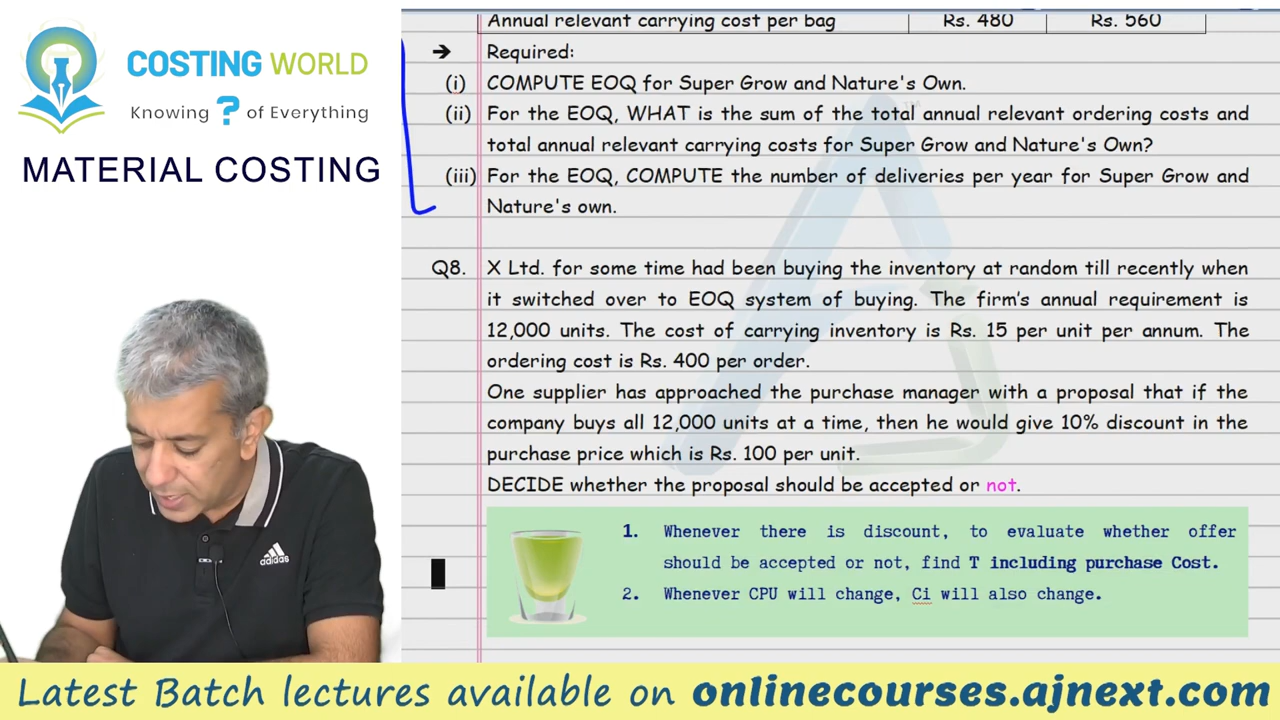 COSTING WORLD
Knowing ? of Everything
MATERIAL COSTING
Annual relevant carrying cost per bag Rs. 480 Rs. 560
➔ Required:
(i) COMPUTE EOQ for Super Grow and Nature's Own.
(ii) For the EOQ, WHAT is the sum of the total annual relevant ordering costs and
total annual relevant carrying costs for Super Grow and Nature's Own?
(iii) For the EOQ, COMPUTE the number of deliveries per year for Super Grow and
Nature's own.
Q8. X Ltd. for some time had been buying the inventory at random till recently when
it switched over to EOQ system of buying. The firm's annual requirement is
12,000 units. The cost of carrying inventory is Rs. 15 per unit per annum. The
ordering cost is Rs. 400 per order.
One supplier has approached the purchase manager with a proposal that if the
company buys all 12,000 units at a time, then he would give 10% discount in the
purchase price which is Rs. 100 per unit.
DECIDE whether the proposal should be accepted or not.
1. Whenever there is discount, to evaluate whether offer
should be accepted or not, find T including purchase Cost.
2. Whenever CPU will change, Ci will also change.
adidas
TM
Latest Batch lectures available on onlinecourses.ajnext.com